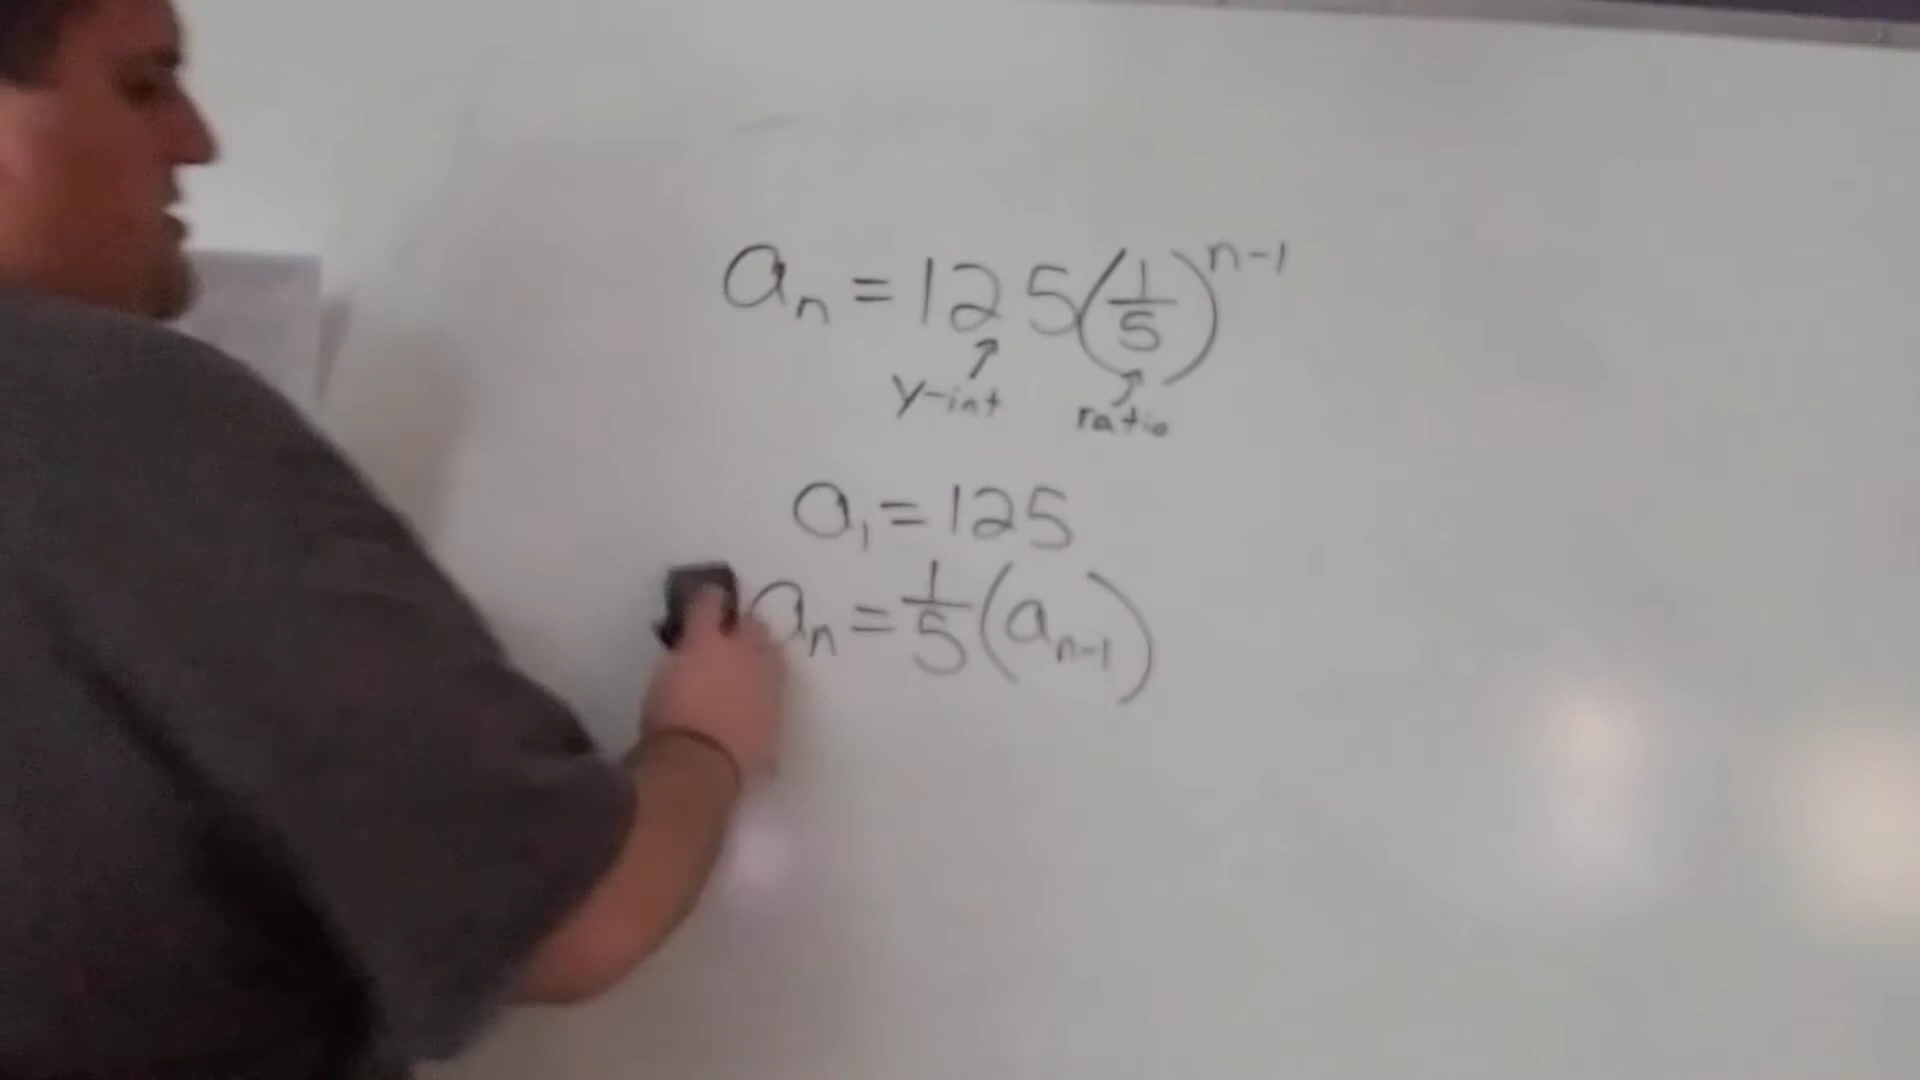 aₙ = 125(1/5)ⁿ⁻¹
y-int ratio
a₁ = 125
aₙ = 1/5(aₙ₋₁)